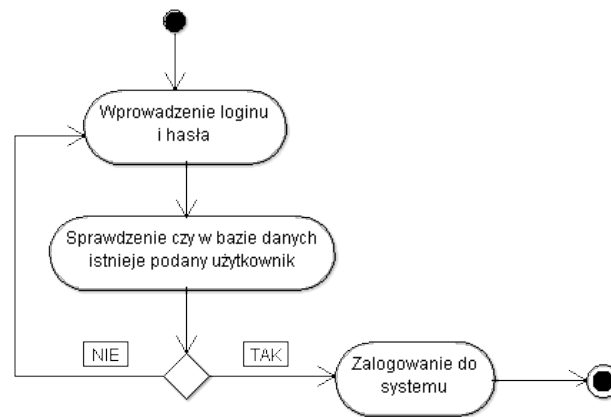 Wprowadzenie loginu
i hasła
Sprawdzenie czy w bazie danych
istnieje podany użytkownik
NIE
TAK
Zalogowanie do
systemu